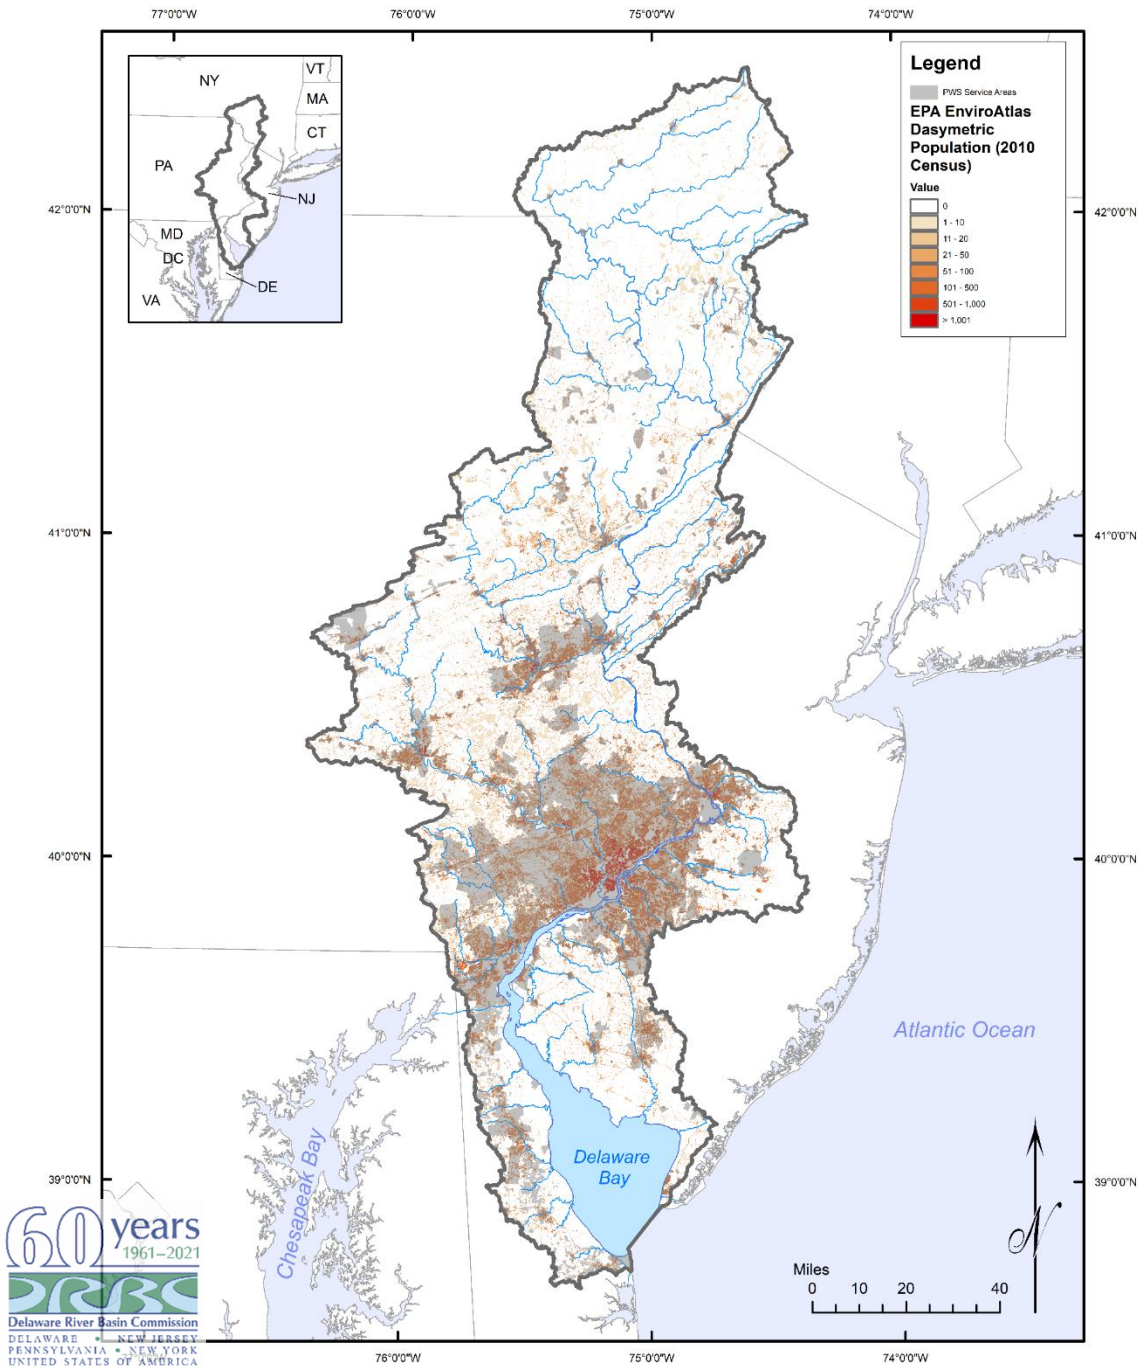 77°0'0"W
76°0'0"W
75°0'0"W
74°0'0"W
NY
VT
MA
CT
PA
NJ
MD
DC
DE
VA
Legend
PWS Service Areas
EPA EnviroAtlas
Dasymetric
Population (2010
Census)
Value
0
1 - 10
11 - 20
21 - 50
51 - 100
101 - 500
501 - 1,000
> 1,001
42°0'0"N
42°0'0"N
41°0'0"N
41°0'0"N
40°0'0"N
40°0'0"N
39°0'0"N
39°0'0"N
Atlantic Ocean
Delaware
Bay
Chesapeak Bay
N
Miles
0 10 20 40
60 years
1961–2021
DRBC
Delaware River Basin Commission
DELAWARE • NEW JERSEY
PENNSYLVANIA • NEW YORK
UNITED STATES OF AMERICA
76°0'0"W
75°0'0"W
74°0'0"W